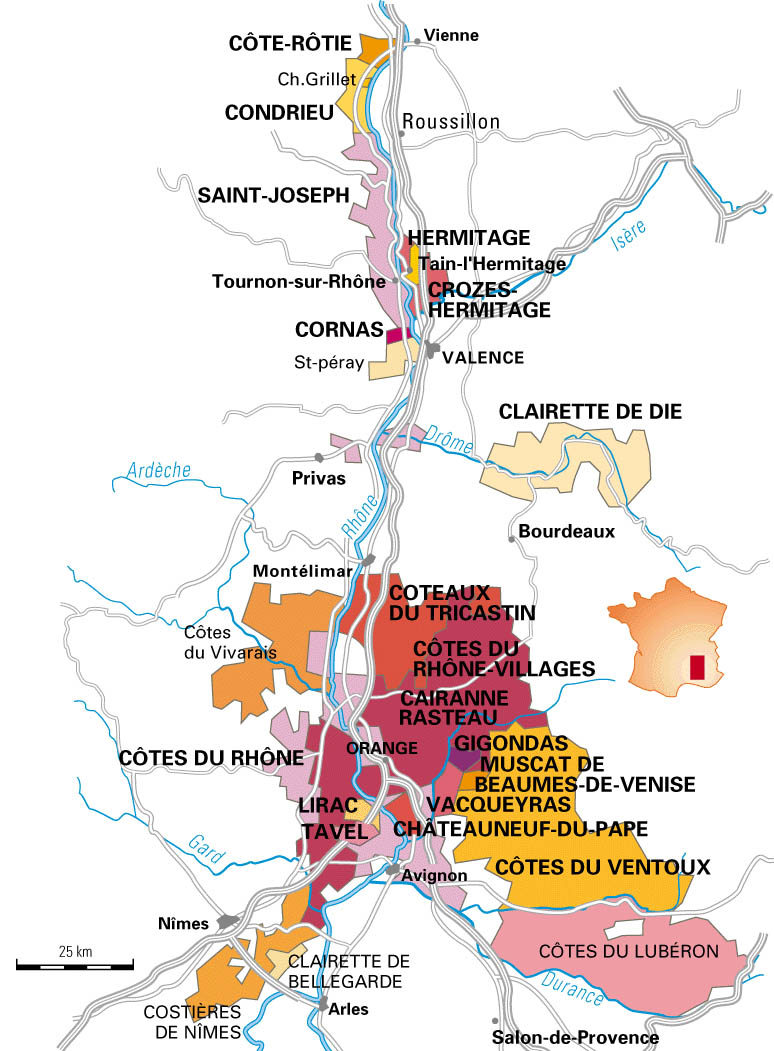 CÔTE-RÔTIE
Vienne
Ch.Grillet
CONDRIEU
Roussillon
SAINT-JOSEPH
HERMITAGE
Isère
Tain-l'Hermitage
Tournon-sur-Rhône
CROZES-
HERMITAGE
CORNAS
St-péray
VALENCE
CLAIRETTE DE DIE
Drôme
Ardèche
Privas
Rhône
Bourdeaux
Montélimar
COTEAUX
DU TRICASTIN
Côtes
du Vivarais
CÔTES DU
RHÔNE-VILLAGES
CAIRANNE
RASTEAU
ORANGE
GIGONDAS
CÔTES DU RHÔNE
MUSCAT DE
BEAUMES-DE-VENISE
LIRAC
VACQUEYRAS
TAVEL
CHÂTEAUNEUF-DU-PAPE
Gard
CÔTES DU VENTOUX
Avignon
Nîmes
25 km
CÔTES DU LUBÉRON
CLAIRETTE DE
BELLEGARDE
Durance
COSTIÈRES
DE NÎMES
Arles
Salon-de-Provence